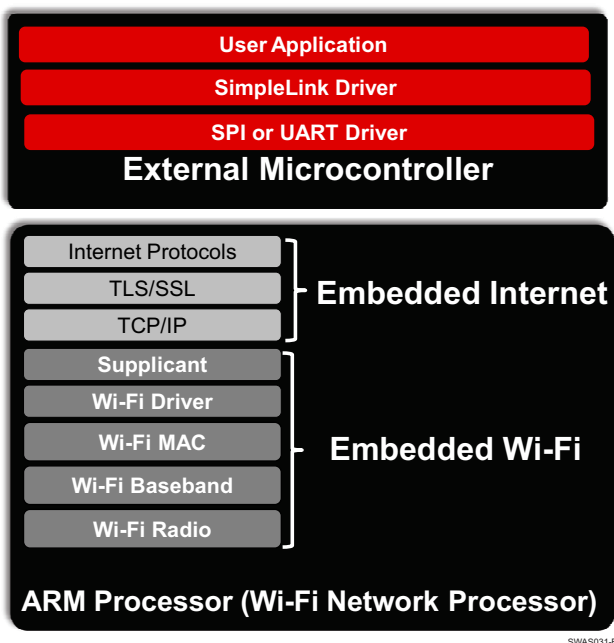 User Application
SimpleLink Driver
SPI or UART Driver
External Microcontroller
Internet Protocols
TLS/SSL
TCP/IP
Embedded Internet
Supplicant
Wi-Fi Driver
Wi-Fi MAC
Wi-Fi Baseband
Wi-Fi Radio
Embedded Wi-Fi
ARM Processor (Wi-Fi Network Processor)